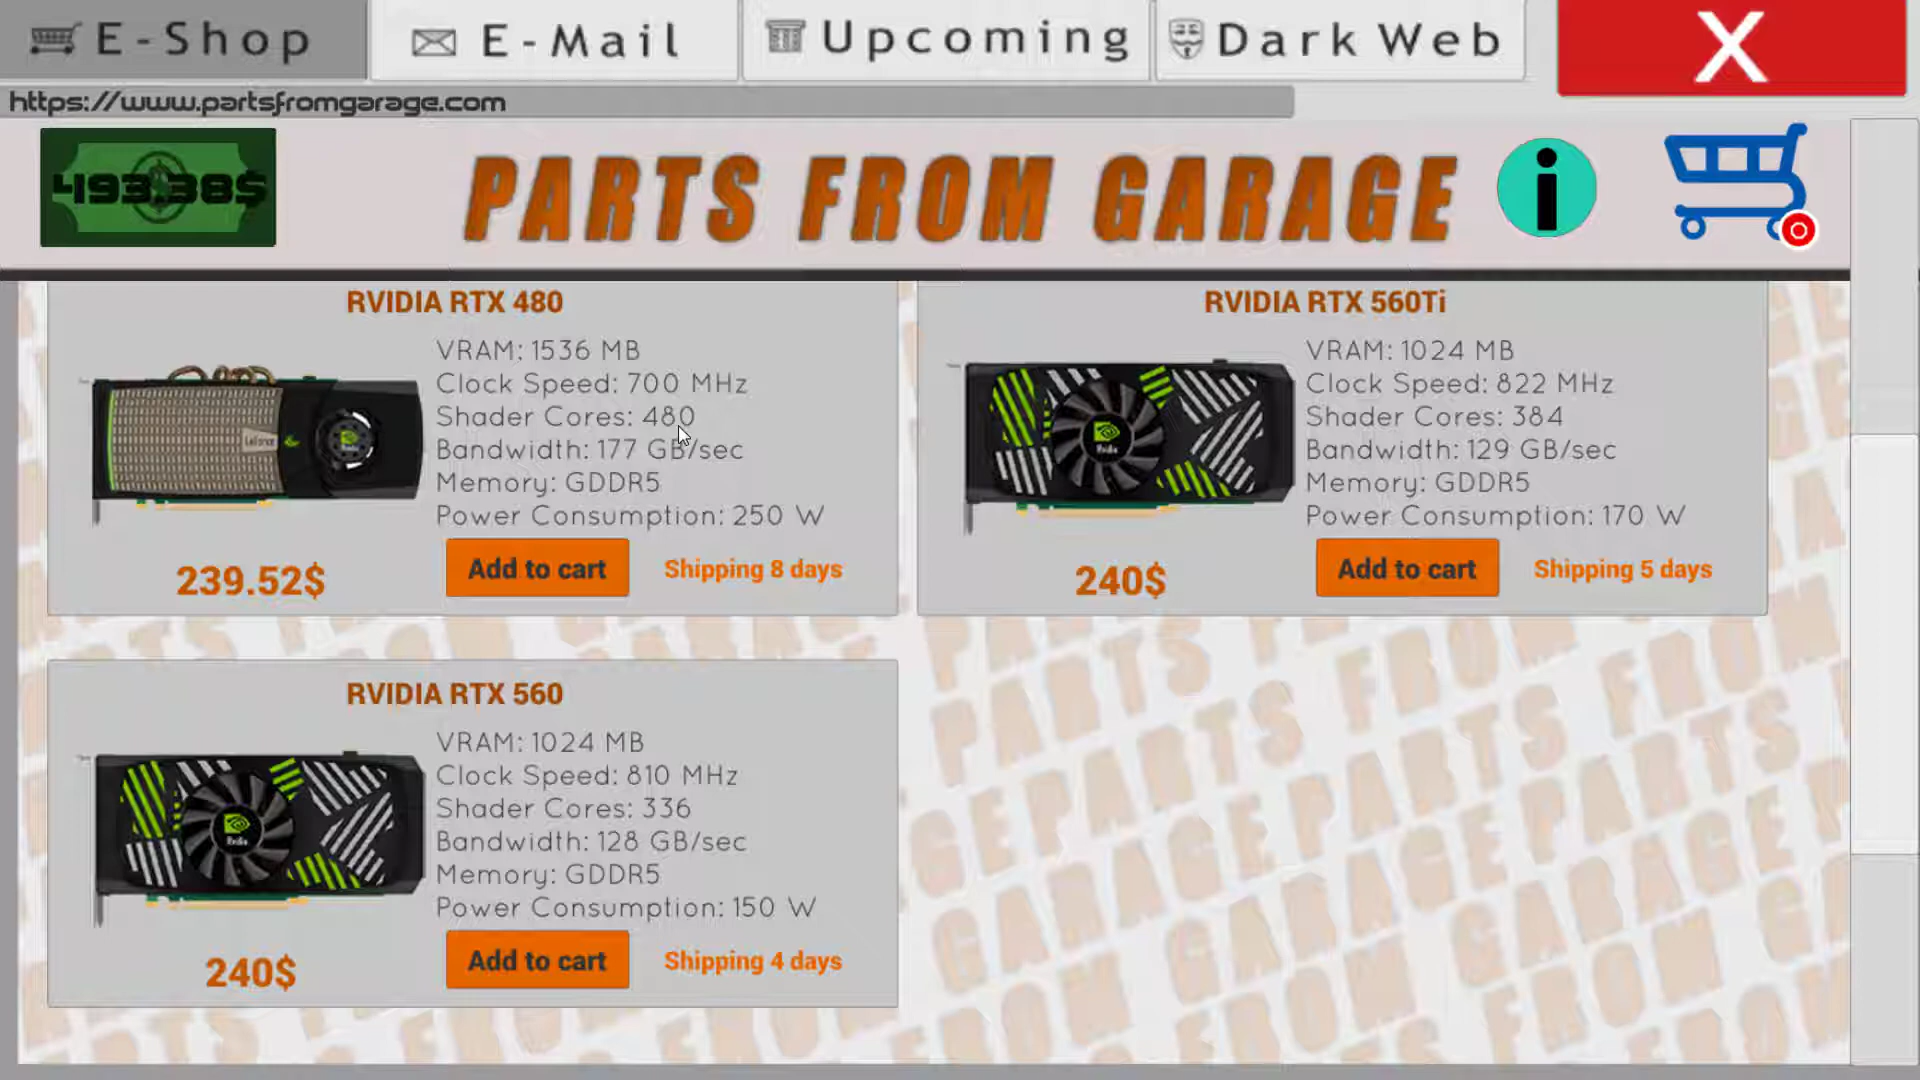 E-Shop
E-Mail
Upcoming
Dark Web
X
https://www.partsfromgarage.com
493.38$
PARTS FROM GARAGE
i
0
RVIDIA RTX 480
VRAM: 1536 MB
Clock Speed: 700 MHz
Shader Cores: 480
Bandwidth: 177 GB/sec
Memory: GDDR5
Power Consumption: 250 W
239.52$
Add to cart
Shipping 8 days
RVIDIA RTX 560Ti
VRAM: 1024 MB
Clock Speed: 822 MHz
Shader Cores: 384
Bandwidth: 129 GB/sec
Memory: GDDR5
Power Consumption: 170 W
240$
Add to cart
Shipping 5 days
RVIDIA RTX 560
VRAM: 1024 MB
Clock Speed: 810 MHz
Shader Cores: 336
Bandwidth: 128 GB/sec
Memory: GDDR5
Power Consumption: 150 W
240$
Add to cart
Shipping 4 days